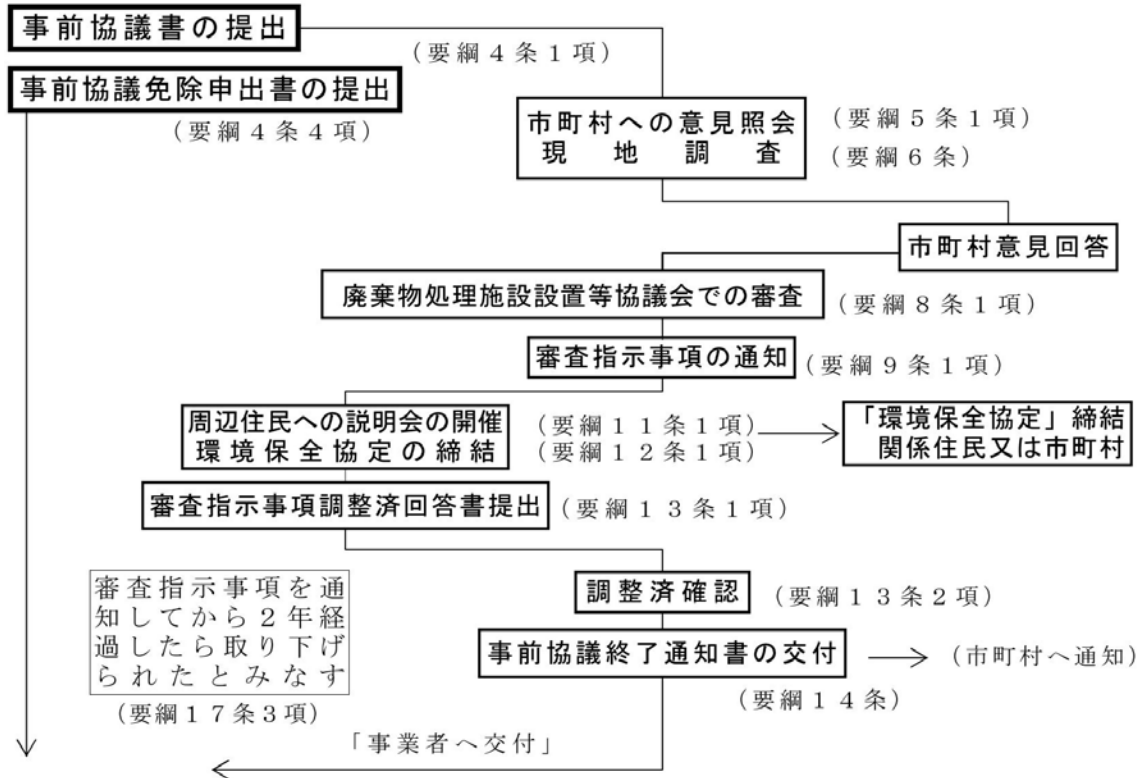 事前協議書の提出
(要綱4条1項)
事前協議免除申出書の提出
(要綱4条4項)
市町村への意見照会
現地調査
(要綱5条1項)
(要綱6条)
市町村意見回答
廃棄物処理施設設置等協議会での審査
(要綱8条1項)
審査指示事項の通知
(要綱9条1項)
周辺住民への説明会の開催
環境保全協定の締結
(要綱11条1項)
(要綱12条1項)
「環境保全協定」締結
関係住民又は市町村
審査指示事項調整済回答書提出
(要綱13条1項)
審査指示事項を通
知してから2年経
過したら取り下げ
られたとみなす
(要綱17条3項)
調整済確認
(要綱13条2項)
事前協議終了通知書の交付
(市町村へ通知)
(要綱14条)
「事業者へ交付」